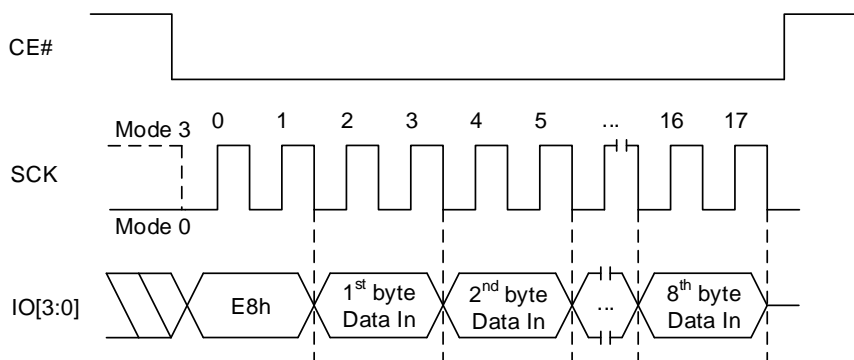 CE#
Mode 3
0 1 2 3 4 5 ... 16 17
SCK
Mode 0
IO[3:0]
E8h
1st byte
Data In
2nd byte
Data In
...
8th byte
Data In